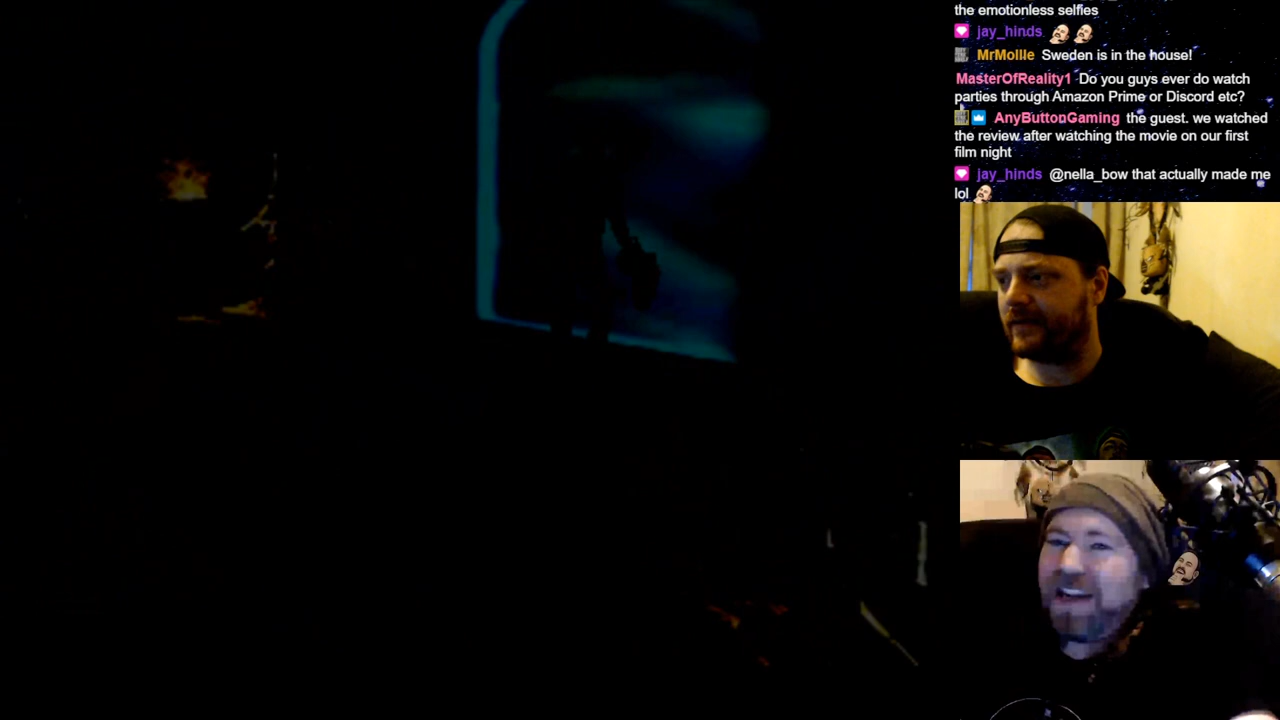 the emotionless selfies
jay_hinds
MrMollie Sweden is in the house!
MasterOfReality1 Do you guys ever do watch
parties through Amazon Prime or Discord etc?
AnyButtonGaming the guest. we watched
the review after watching the movie on our first
film night
jay_hinds @nella_bow that actually made me
lol